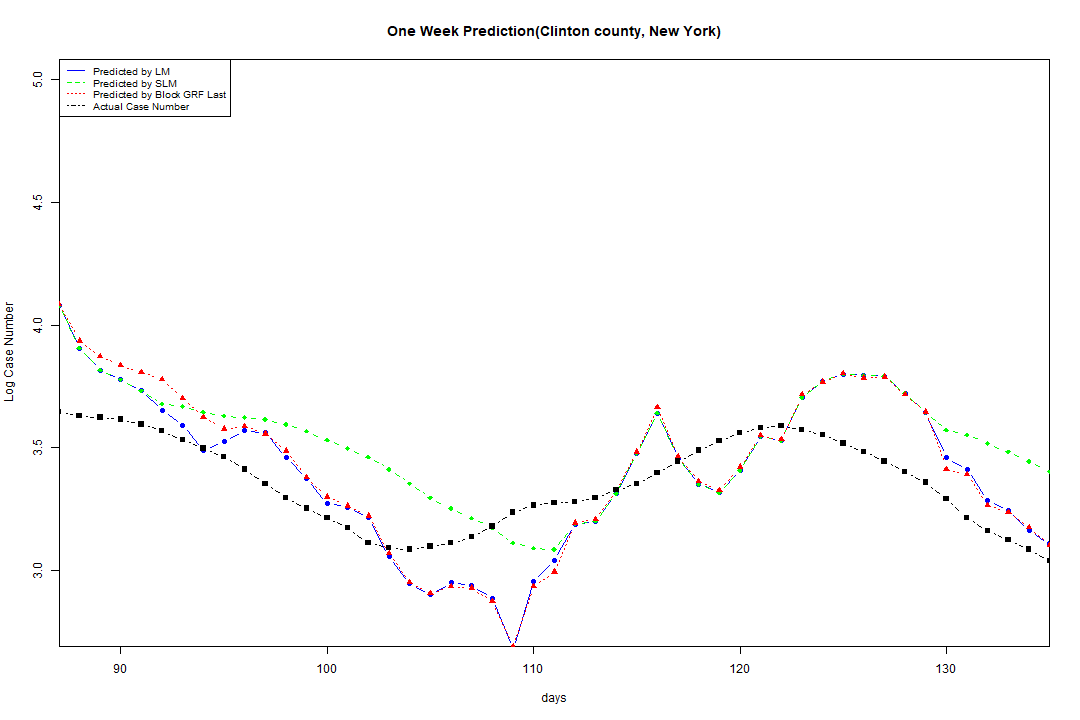 One Week Prediction(Clinton county, New York)
Predicted by LM
Predicted by SLM
Predicted by Block GRF Last
Actual Case Number
5.0
4.5
4.0
3.5
3.0
Log Case Number
90 100 110 120 130
days